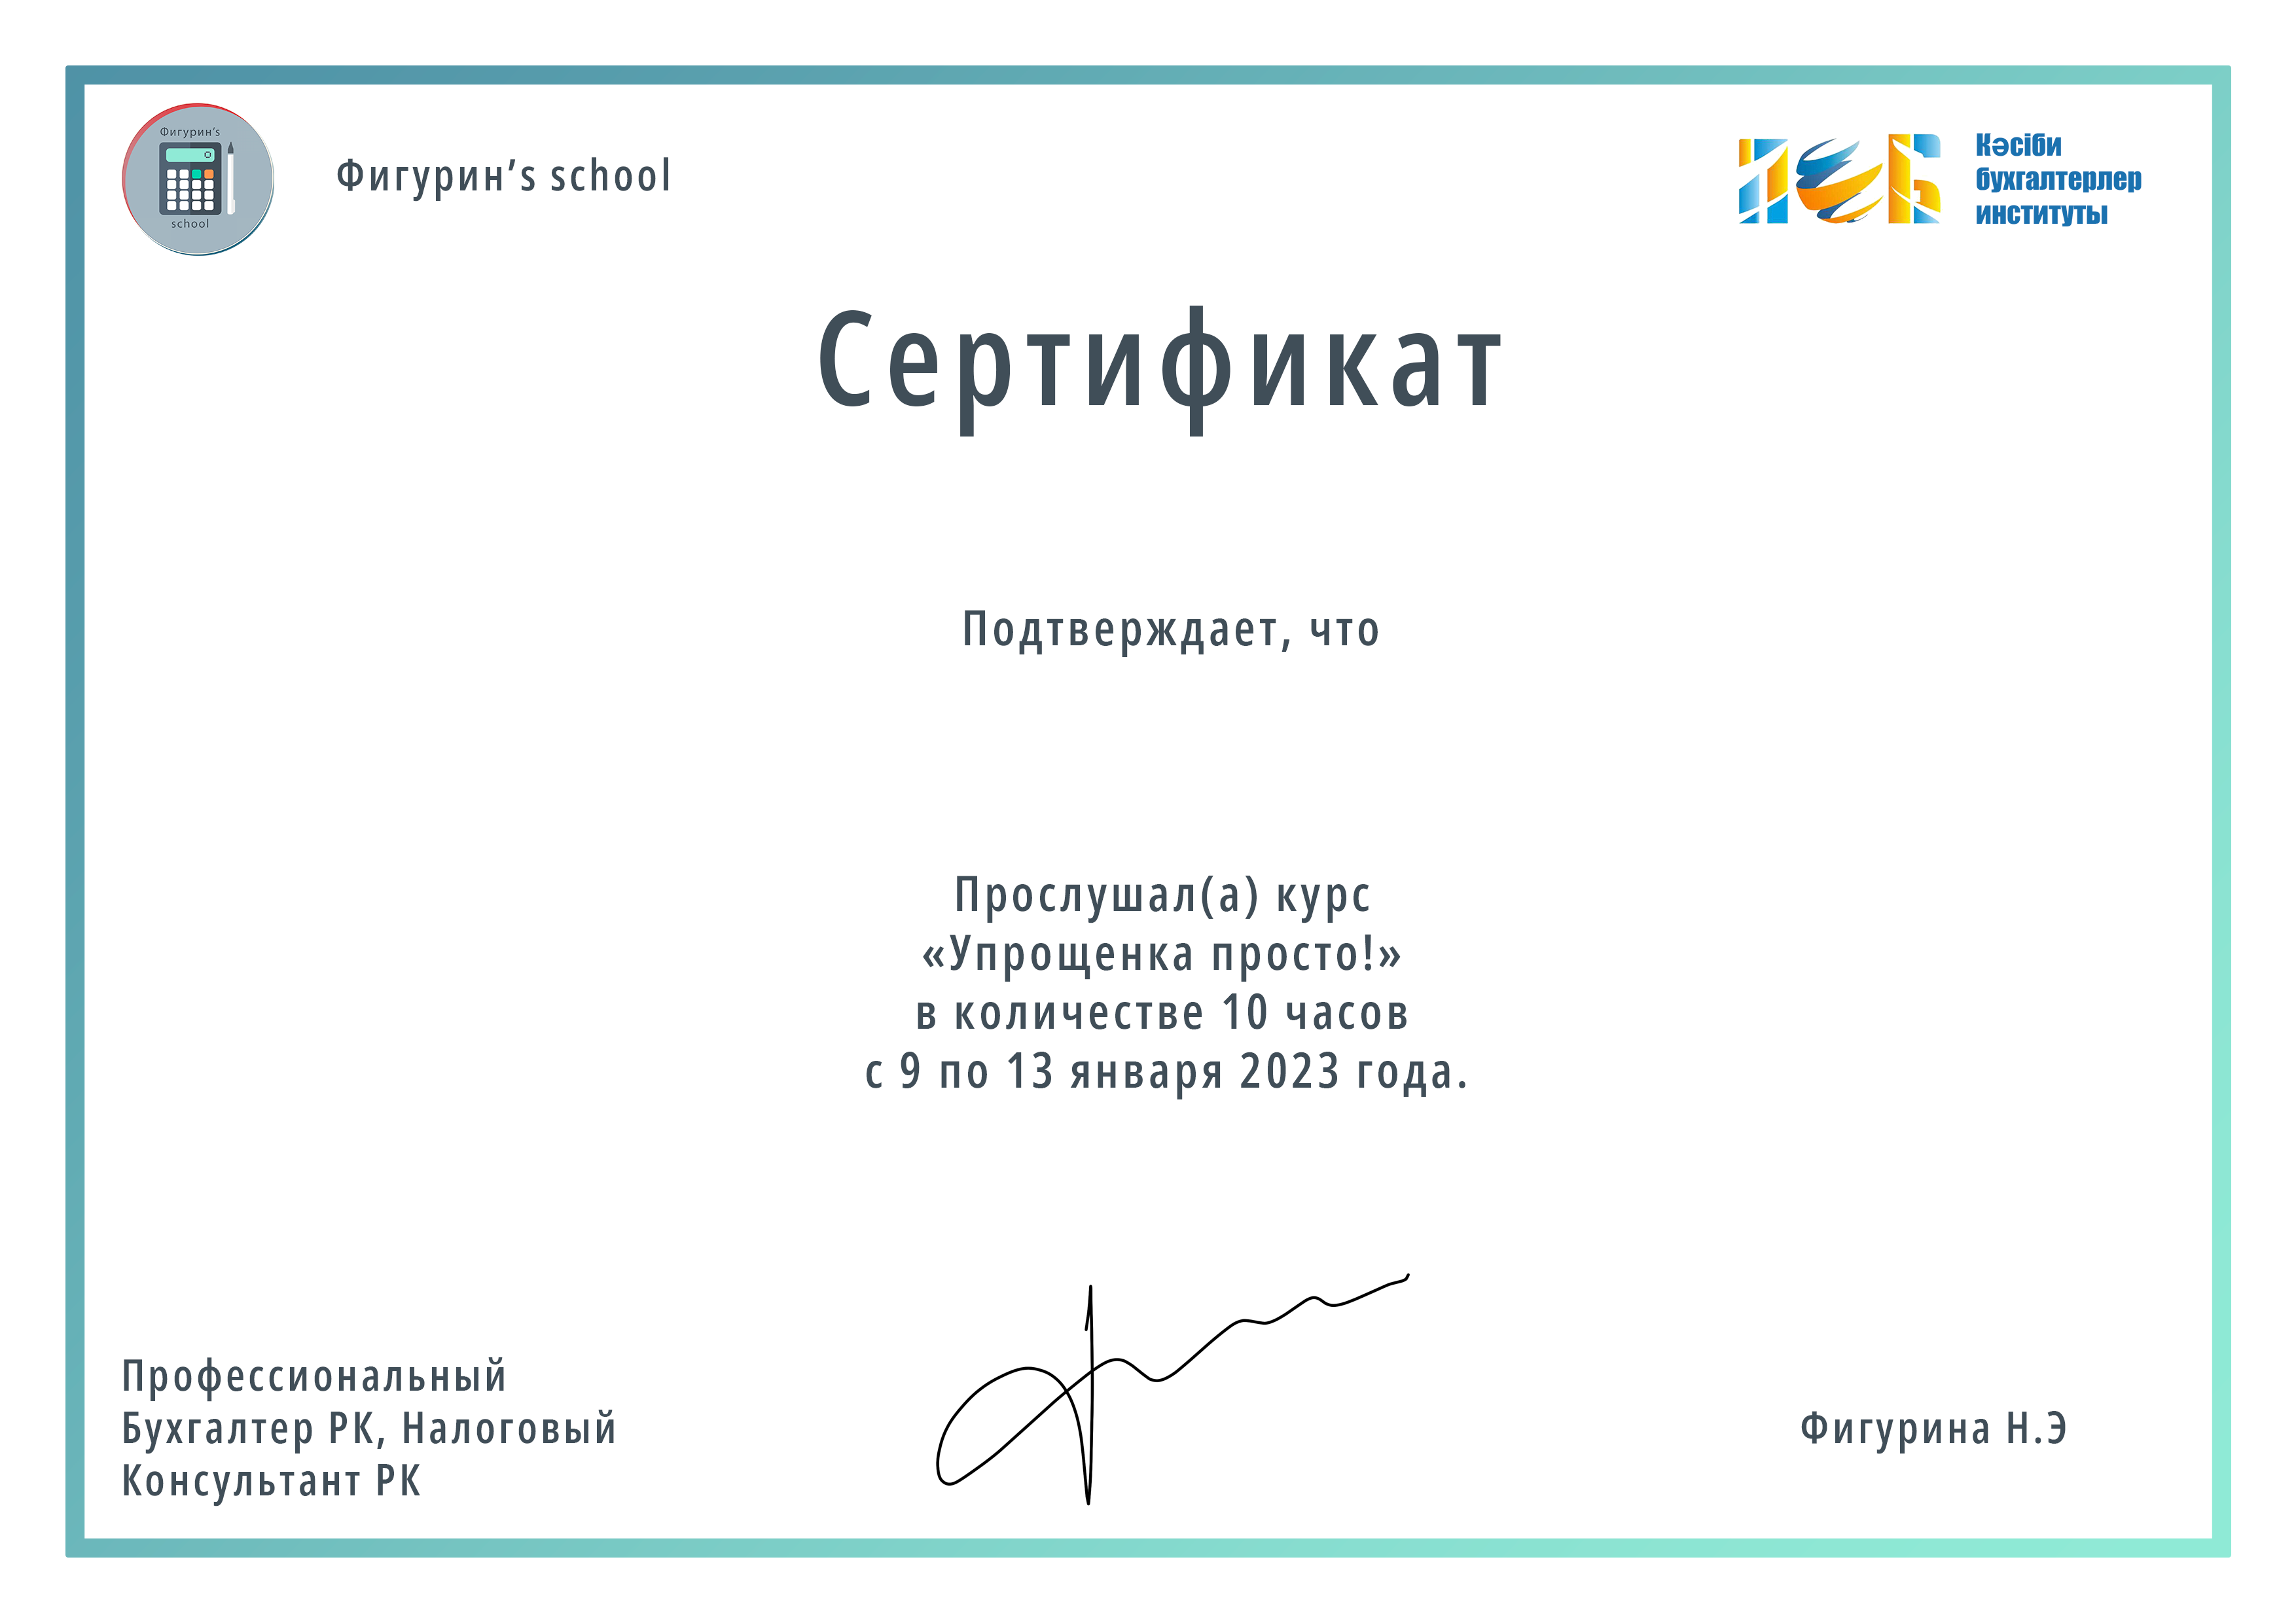 Фигурин’s
school
Фигурин’s school
Кәсіби
бухгалтерлер
институты
Сертификат
Подтверждает, что
Прослушал(а) курс
«Упрощенка просто!»
в количестве 10 часов
с 9 по 13 января 2023 года.
Профессиональный
Бухгалтер РК, Налоговый
Консультант РК
Фигурина Н.Э